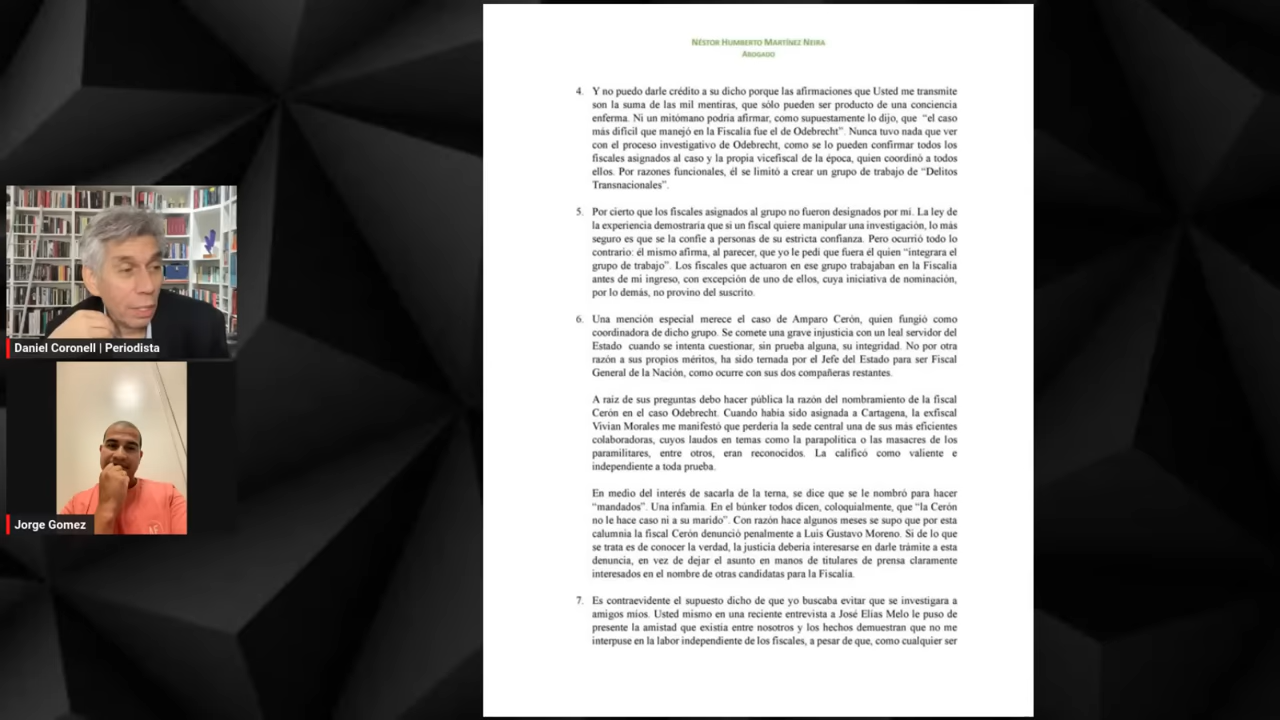 NÉSTOR HUMBERTO MARTÍNEZ NEIRA
ABOGADO
4. Y no puedo darle crédito a su dicho porque las afirmaciones que Usted me transmite
son la suma de las mil mentiras, que sólo pueden ser producto de una conciencia
enferma. Ni un mitómano podría afirmar, como supuestamente lo dijo, que "el caso
más difícil que manejó en la Fiscalía fue el de Odebrecht". Nunca tuvo nada que ver
con el proceso investigativo de Odebrecht, como se lo pueden confirmar todos los
fiscales asignados al caso y la propia vicefiscal de la época, quien coordinó a todos
ellos. Por razones funcionales, él se limitó a crear un grupo de trabajo de "Delitos
Transnacionales".
5. Por cierto que los fiscales asignados al grupo no fueron designados por mí. La ley de
la experiencia demostraría que si un fiscal quiere manipular una investigación, lo más
seguro es que se la confíe a personas de su estricta confianza. Pero ocurrió todo lo
contrario: él mismo afirma, al parecer, que yo le pedí que fuera él quien "integrara el
grupo de trabajo". Los fiscales que actuaron en ese grupo trabajaban en la Fiscalía
antes de mi ingreso, con excepción de uno de ellos, cuya iniciativa de nominación,
por lo demás, no provino del suscrito.
6. Una mención especial merece el caso de Amparo Cerón, quien fungió como
coordinadora de dicho grupo. Se comete una grave injusticia con un leal servidor del
Estado cuando se intenta cuestionar, sin prueba alguna, su integridad. No por otra
razón a sus propios méritos, ha sido ternada por el Jefe del Estado para ser Fiscal
General de la Nación, como ocurre con sus dos compañeras restantes.
A raíz de sus preguntas debo hacer pública la razón del nombramiento de la fiscal
Cerón en el caso Odebrecht. Cuando había sido asignada a Cartagena, la exfiscal
Vivian Morales me manifestó que perdería la sede central una de sus más eficientes
colaboradoras, cuyos laudos en temas como la parapolítica o las masacres de los
paramilitares, entre otros, eran reconocidos. La calificó como valiente e
independiente a toda prueba.
En medio del interés de sacarla de la terna, se dice que se le nombró para hacer
"mandados". Una infamia. En el búnker todos dicen, coloquialmente, que "la Cerón
no le hace caso ni a su marido". Con razón hace algunos meses se supo que por esta
calumnia la fiscal Cerón denunció penalmente a Luis Gustavo Moreno. Si de lo que
se trata es de conocer la verdad, la justicia debería interesarse en darle trámite a esta
denuncia, en vez de dejar el asunto en manos de titulares de prensa claramente
interesados en el nombre de otras candidatas para la Fiscalía.
7. Es contraevidente el supuesto dicho de que yo buscaba evitar que se investigara a
amigos míos. Usted mismo en una reciente entrevista a José Elías Melo le puso de
presente la amistad que existía entre nosotros y los hechos demuestran que no me
interpuse en la labor independiente de los fiscales, a pesar de que, como cualquier ser
Daniel Coronell | Periodista
Jorge Gomez